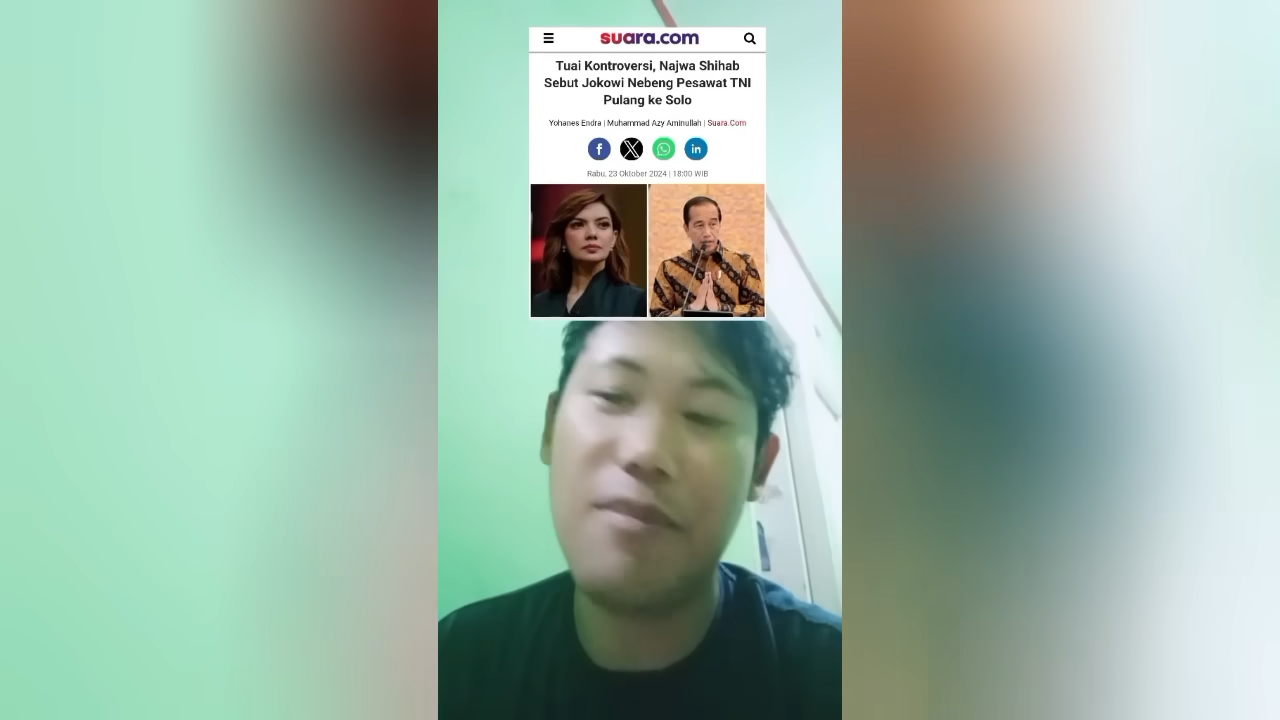 suara.com
Tuai Kontroversi, Najwa Shihab
Sebut Jokowi Nebeng Pesawat TNI
Pulang ke Solo
Yohanes Endra | Muhammad Azy Aminullah | Suara.Com
Rabu, 23 Oktober 2024 | 18:00 WIB